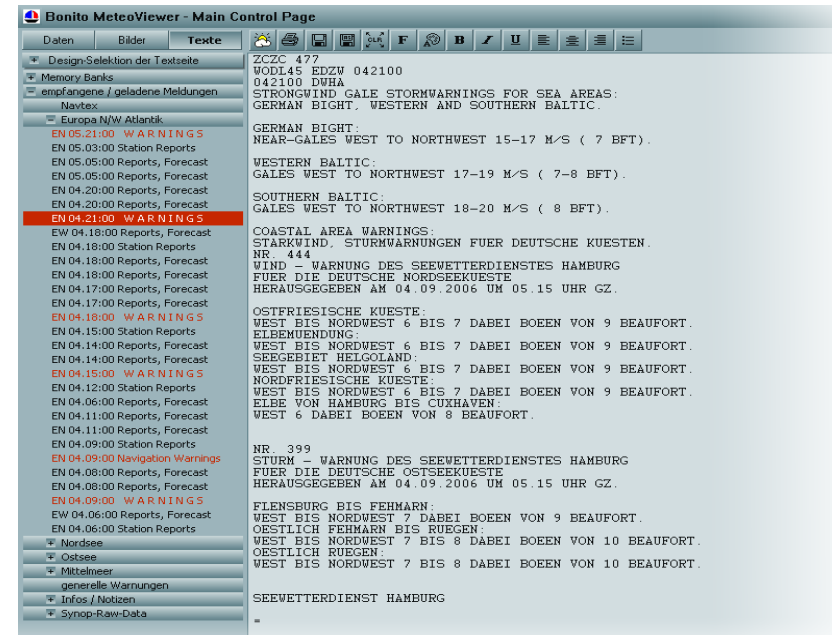 Bonito MeteoViewer - Main Control Page
Daten Bilder Texte
CLR F B I U
Design-Selektion der Textseite
Memory Banks
empfangene / geladene Meldungen
Navtex
Europa N/W Atlantik
EN 05.21:00 W A R N I N G S
EN 05.03:00 Station Reports
EN 05.05:00 Reports, Forecast
EN 05.05:00 Reports, Forecast
EN 04.20:00 Reports, Forecast
EN 04.20:00 Reports, Forecast
EN 04.21:00 W A R N I N G S
EW 04.18:00 Reports, Forecast
EN 04.18:00 Station Reports
EN 04.18:00 Reports, Forecast
EN 04.18:00 Reports, Forecast
EN 04.17:00 Reports, Forecast
EN 04.17:00 Reports, Forecast
EN 04.18:00 W A R N I N G S
EN 04.15:00 Station Reports
EN 04.14:00 Reports, Forecast
EN 04.14:00 Reports, Forecast
EN 04.15:00 W A R N I N G S
EN 04.12:00 Station Reports
EN 04.06:00 Reports, Forecast
EN 04.11:00 Reports, Forecast
EN 04.11:00 Reports, Forecast
EN 04.09:00 Station Reports
EN 04.09:00 Navigation Warnings
EN 04.08:00 Reports, Forecast
EN 04.08:00 Reports, Forecast
EN 04.09:00 W A R N I N G S
EW 04.06:00 Reports, Forecast
EN 04.06:00 Station Reports
Nordsee
Ostsee
Mittelmeer
generelle Warnungen
Infos / Notizen
Synop-Raw-Data
ZCZC 477
WODL45 EDZW 042100
042100 DWHA
STRONGWIND GALE STORMWARNINGS FOR SEA AREAS:
GERMAN BIGHT, WESTERN AND SOUTHERN BALTIC.
GERMAN BIGHT:
NEAR-GALES WEST TO NORTHWEST 15-17 M/S ( 7 BFT).
WESTERN BALTIC:
GALES WEST TO NORTHWEST 17-19 M/S ( 7-8 BFT).
SOUTHERN BALTIC:
GALES WEST TO NORTHWEST 18-20 M/S ( 8 BFT).
COASTAL AREA WARNINGS:
STARKWIND, STURMWARNUNGEN FUER DEUTSCHE KUESTEN.
NR. 444
WIND - WARNUNG DES SEEWETTERDIENSTES HAMBURG
FUER DIE DEUTSCHE NORDSEEKUESTE
HERAUSGEGEBEN AM 04.09.2006 UM 05.15 UHR GZ.
OSTFRIESISCHE KUESTE:
WEST BIS NORDWEST 6 BIS 7 DABEI BOEEN VON 9 BEAUFORT.
ELBEMUENDUNG:
WEST BIS NORDWEST 6 BIS 7 DABEI BOEEN VON 9 BEAUFORT.
SEEGEBIET HELGOLAND:
WEST BIS NORDWEST 6 BIS 7 DABEI BOEEN VON 9 BEAUFORT.
NORDFRIESISCHE KUESTE:
WEST BIS NORDWEST 6 BIS 7 DABEI BOEEN VON 9 BEAUFORT.
ELBE VON HAMBURG BIS CUXHAVEN:
WEST 6 DABEI BOEEN VON 8 BEAUFORT.
NR. 399
STURM - WARNUNG DES SEEWETTERDIENSTES HAMBURG
FUER DIE DEUTSCHE OSTSEEKUESTE
HERAUSGEGEBEN AM 04.09.2006 UM 05.15 UHR GZ.
FLENSBURG BIS FEHMARN:
WEST BIS NORDWEST 7 DABEI BOEEN VON 9 BEAUFORT.
OESTLICH FEHMARN BIS RUEGEN:
WEST BIS NORDWEST 7 BIS 8 DABEI BOEEN VON 10 BEAUFORT.
OESTLICH RUEGEN:
WEST BIS NORDWEST 7 BIS 8 DABEI BOEEN VON 10 BEAUFORT.
SEEWETTERDIENST HAMBURG
=